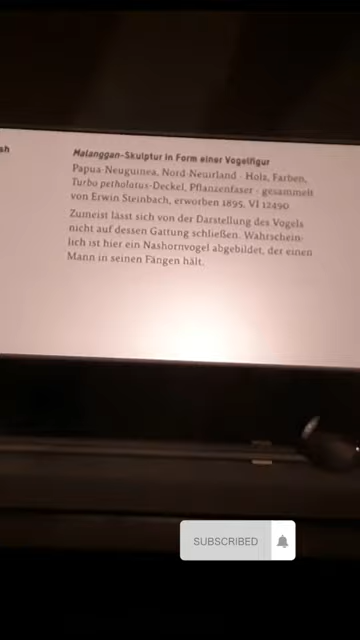 sh
Malanggan-Skulptur in Form einer Vogelfigur
Papua-Neuguinea, Nord-Neuirland · Holz, Farben,
Turbo petholatus-Deckel, Pflanzenfaser · gesammelt
von Erwin Steinbach, erworben 1895, VI 12490
Zumeist lässt sich von der Darstellung des Vogels
nicht auf dessen Gattung schließen. Wahrschein-
lich ist hier ein Nashornvogel abgebildet, der einen
Mann in seinen Fängen hält.
SUBSCRIBED